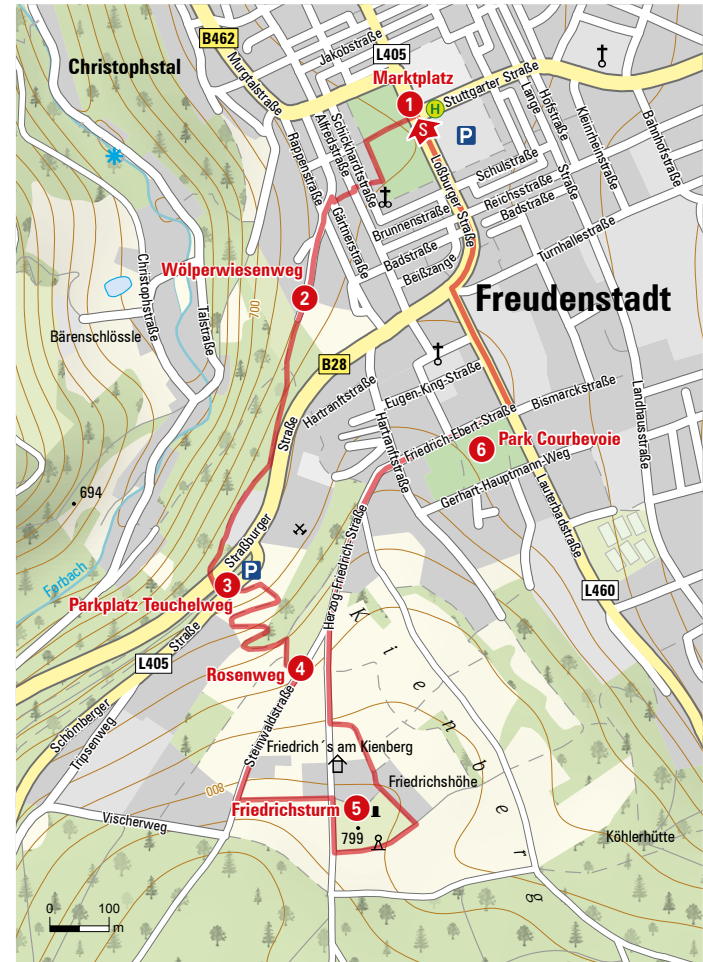 B462
L405
Jakobstraße
Christophstal
Murgtalstraße
Marktplatz
1
H
Stuttgarter Straße
S
P
Lange
Hofstraße
Straße
Kleinrheinstraße
Bahnhofstraße
Rappenstraße
Alfredstraße
Schickhardtstraße
Loßburger Straße
Schulstraße
Reichsstraße
Badstraße
Brunnenstraße
Gärtnerstraße
Badstraße
Beißzange
Turnhallestraße
Wölperwiesenweg
2
700
Christophstraße
Talstraße
Freudenstadt
Bärenschlössle
B28
Hartranftstraße
Eugen-King-Straße
Bismarckstraße
Landhausstraße
Straße
Hartranftstraße
Friedrich-Ebert-Straße
6
Park Courbevoie
Gerhart-Hauptmann-Weg
694
Lauterbadstraße
Straßburger
Herzog-Friedrich-Straße
Forbach
P
3
Parkplatz Teuchelweg
L460
Kienberg
Straße
L405
Rosenweg
4
Schömberger
Tripsenweg
Steinwaldstraße
Friedrich´s am Kienberg
Friedrichshöhe
800
Friedrichsturm
5
Vischerweg
799
Köhlerhütte
0 100
m